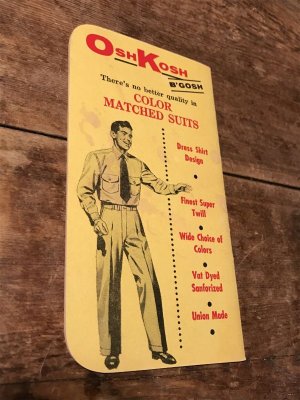 OSHKOSH
B'GOSH
There's no better quality in
COLOR
MATCHED SUITS
Dress Shirt
Design
Finest Super
Twill
Wide Choice of
Colors
Vat Dyed
Sanforized
Union Made